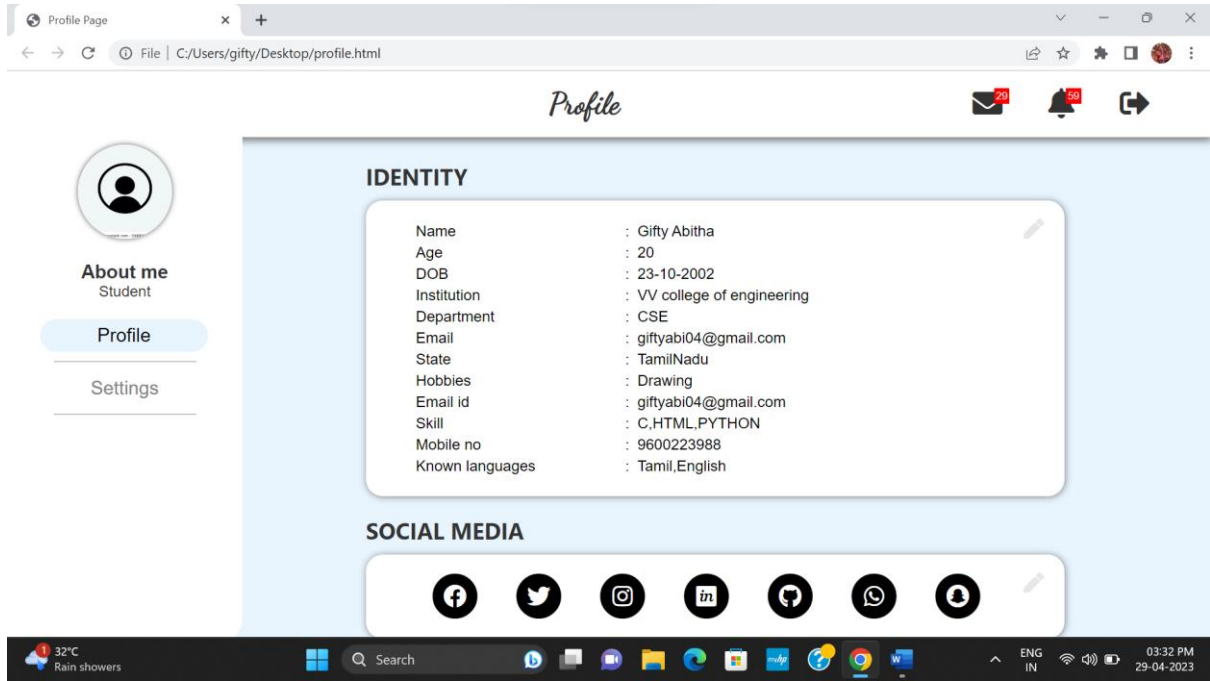 Profile Page
File | C:/Users/gifty/Desktop/profile.html
Profile
29
59
About me
Student
Profile
Settings
IDENTITY
Name : Gifty Abitha
Age : 20
DOB : 23-10-2002
Institution : VV college of engineering
Department : CSE
Email : giftyabi04@gmail.com
State : TamilNadu
Hobbies : Drawing
Email id : giftyabi04@gmail.com
Skill : C,HTML,PYTHON
Mobile no : 9600223988
Known languages : Tamil,English
SOCIAL MEDIA
in
1
32°C
Rain showers
Search
b
myhp
?
W
ENG
IN
03:32 PM
29-04-2023